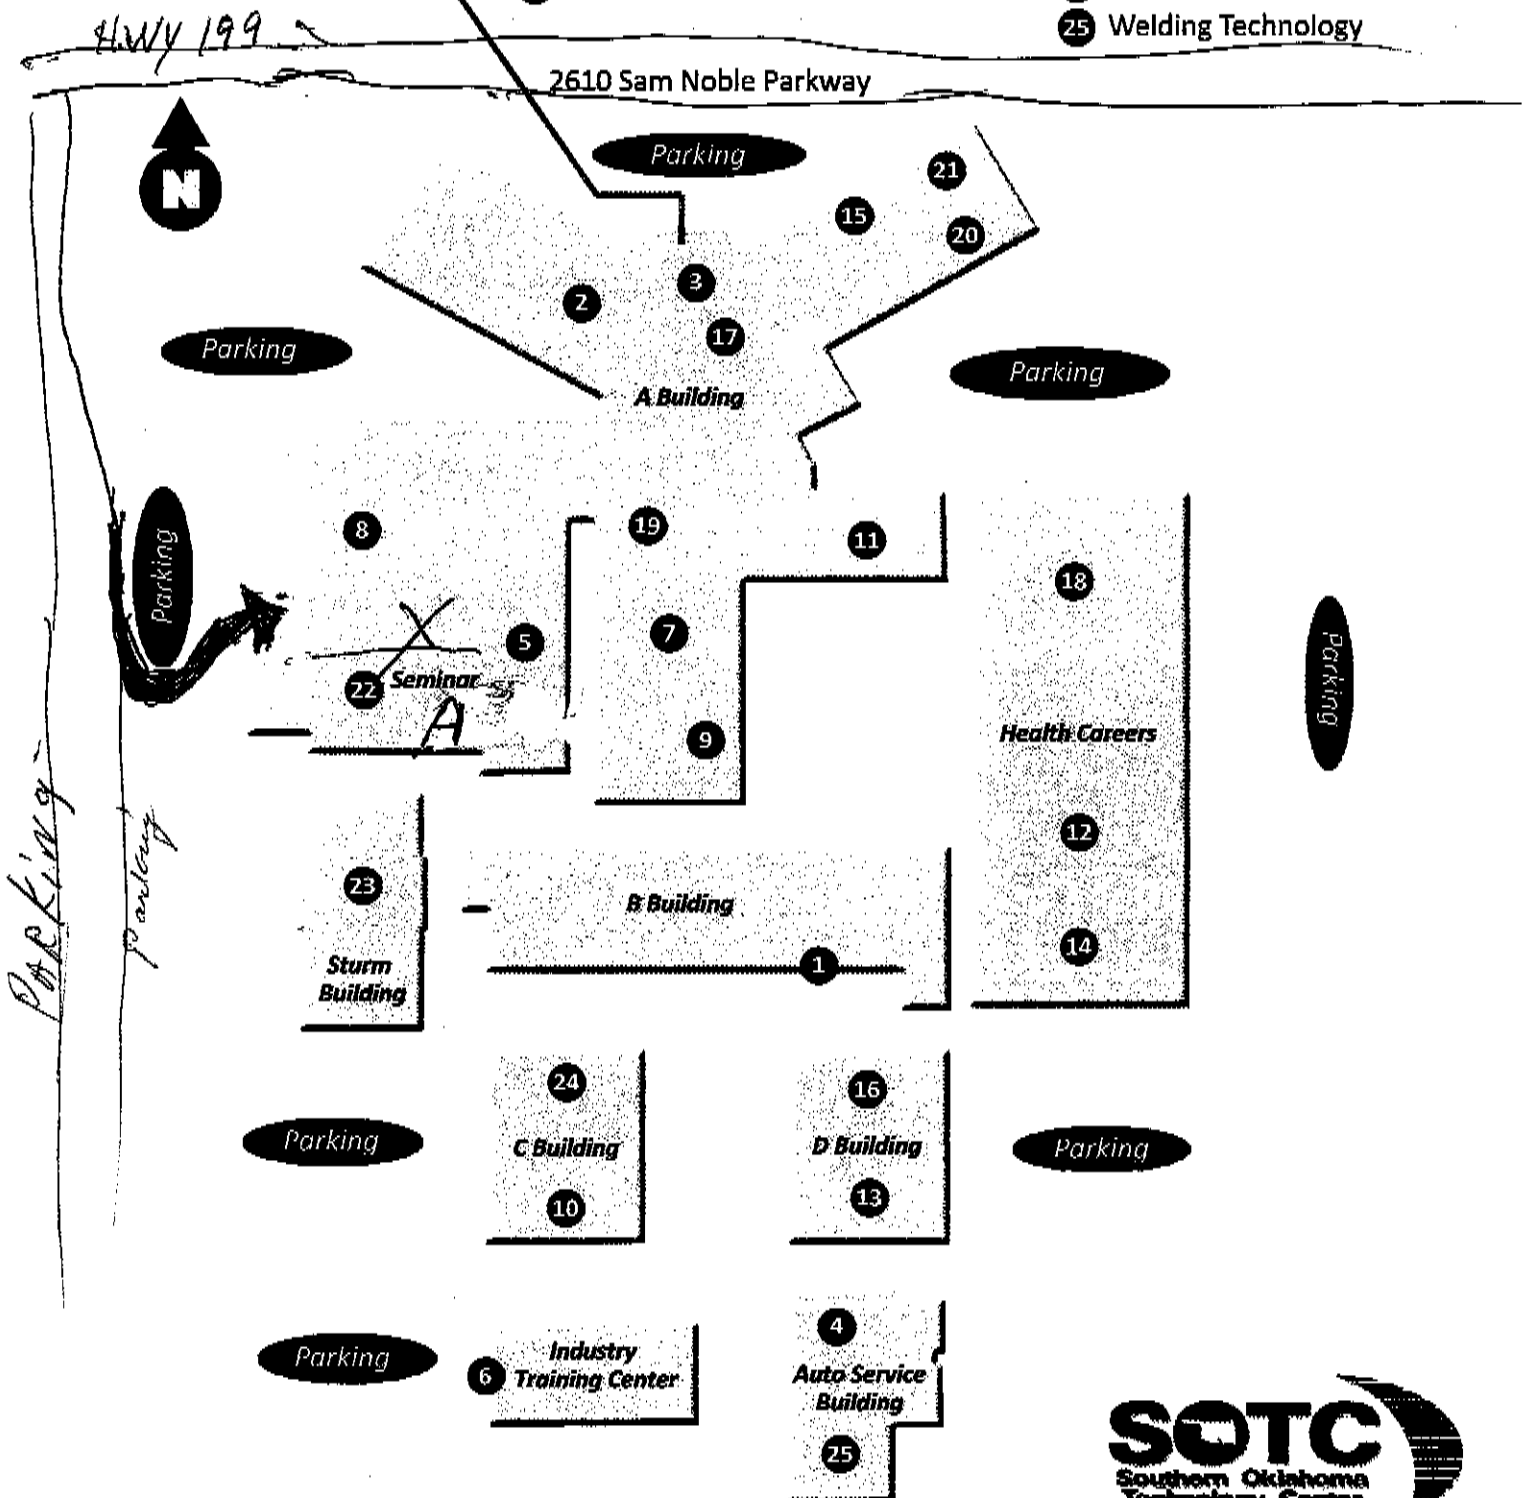 25 Welding Technology
HWY 199
2610 Sam Noble Parkway
N
Parking
21
15
20
3
2
17
Parking
Parking
A Building
8
19
11
Parking
18
X
5
7
22 Seminar
A
9
Health Careers
Parking
Parking
Parking
12
23
B Building
14
1
Sturm
Building
24
16
Parking
C Building
D Building
Parking
10
13
4
Parking
6
Industry
Training Center
Auto Service
Building
25
SOTC
Southern Oklahoma
Technology Center